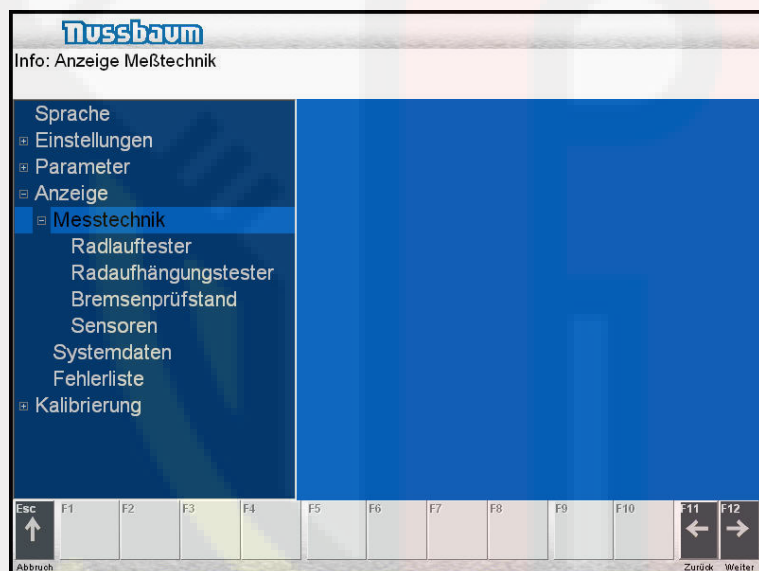 Nussbaum
Info: Anzeige Meßtechnik
Sprache
Einstellungen
Parameter
Anzeige
Messtechnik
Radlauftester
Radaufhängungstester
Bremsenprüfstand
Sensoren
Systemdaten
Fehlerliste
Kalibrierung
Esc F1 F2 F3 F4 F5 F6 F7 F8 F9 F10 F11 F12
Abbruch Zurück Weiter